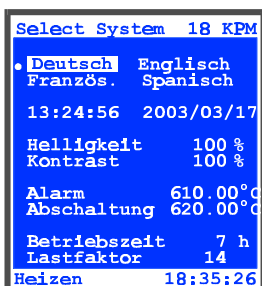 Select System 18 KPM
Deutsch Englisch
Französ. Spanisch
13:24:56 2003/03/17
Helligkeit 100 %
Kontrast 100 %
Alarm 610.00°C
Abschaltung 620.00°C
Betriebszeit 7 h
Lastfaktor 14
Heizen 18:35:26